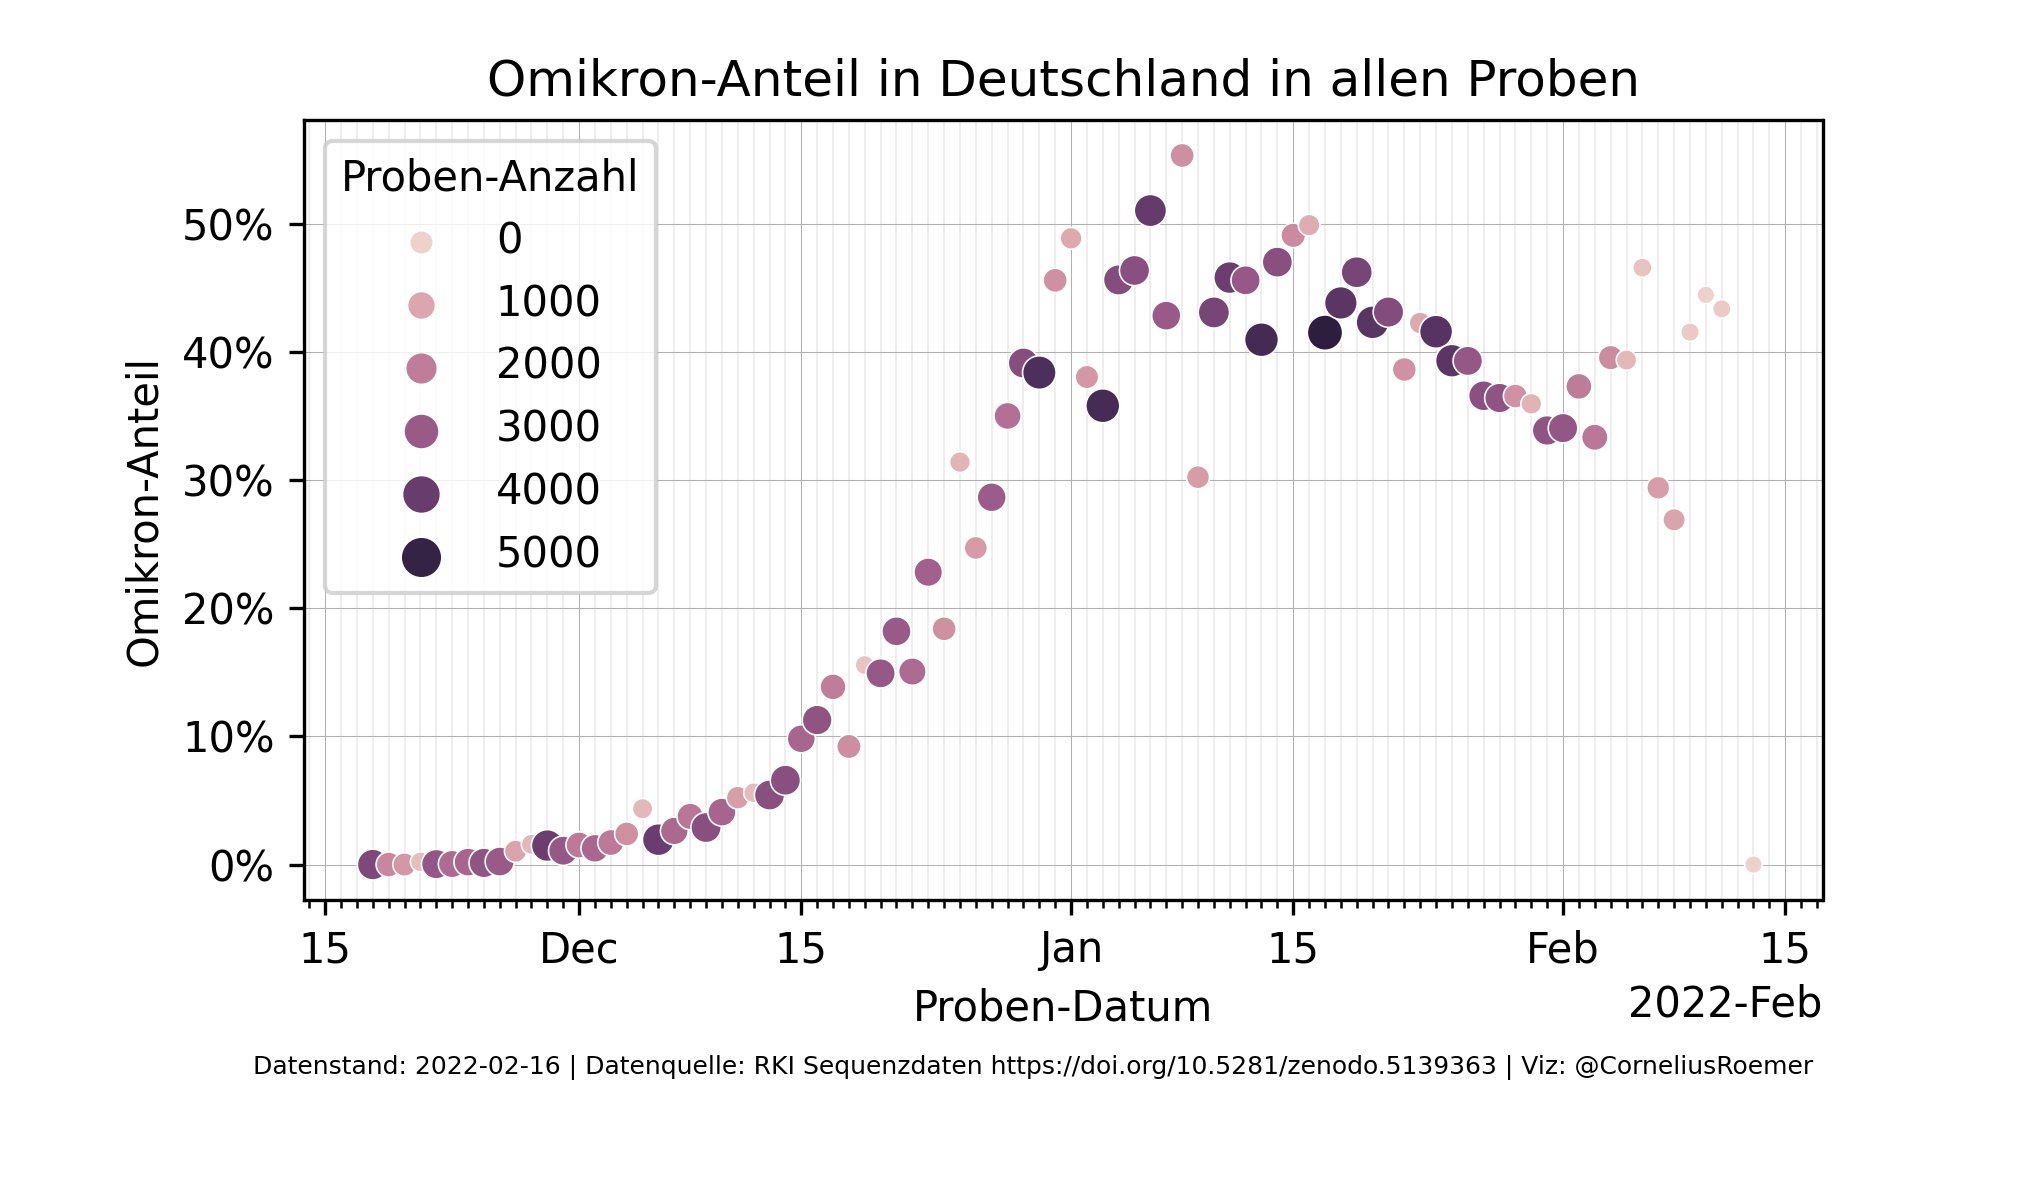 Omikron-Anteil in Deutschland in allen Proben
Proben-Anzahl
0
1000
2000
3000
4000
5000
Omikron-Anteil
50%
40%
30%
20%
10%
0%
15 Dec 15 Jan 15 Feb 15
2022-Feb
Proben-Datum
Datenstand: 2022-02-16 | Datenquelle: RKI Sequenzdaten https://doi.org/10.5281/zenodo.5139363 | Viz: @CorneliusRoemer